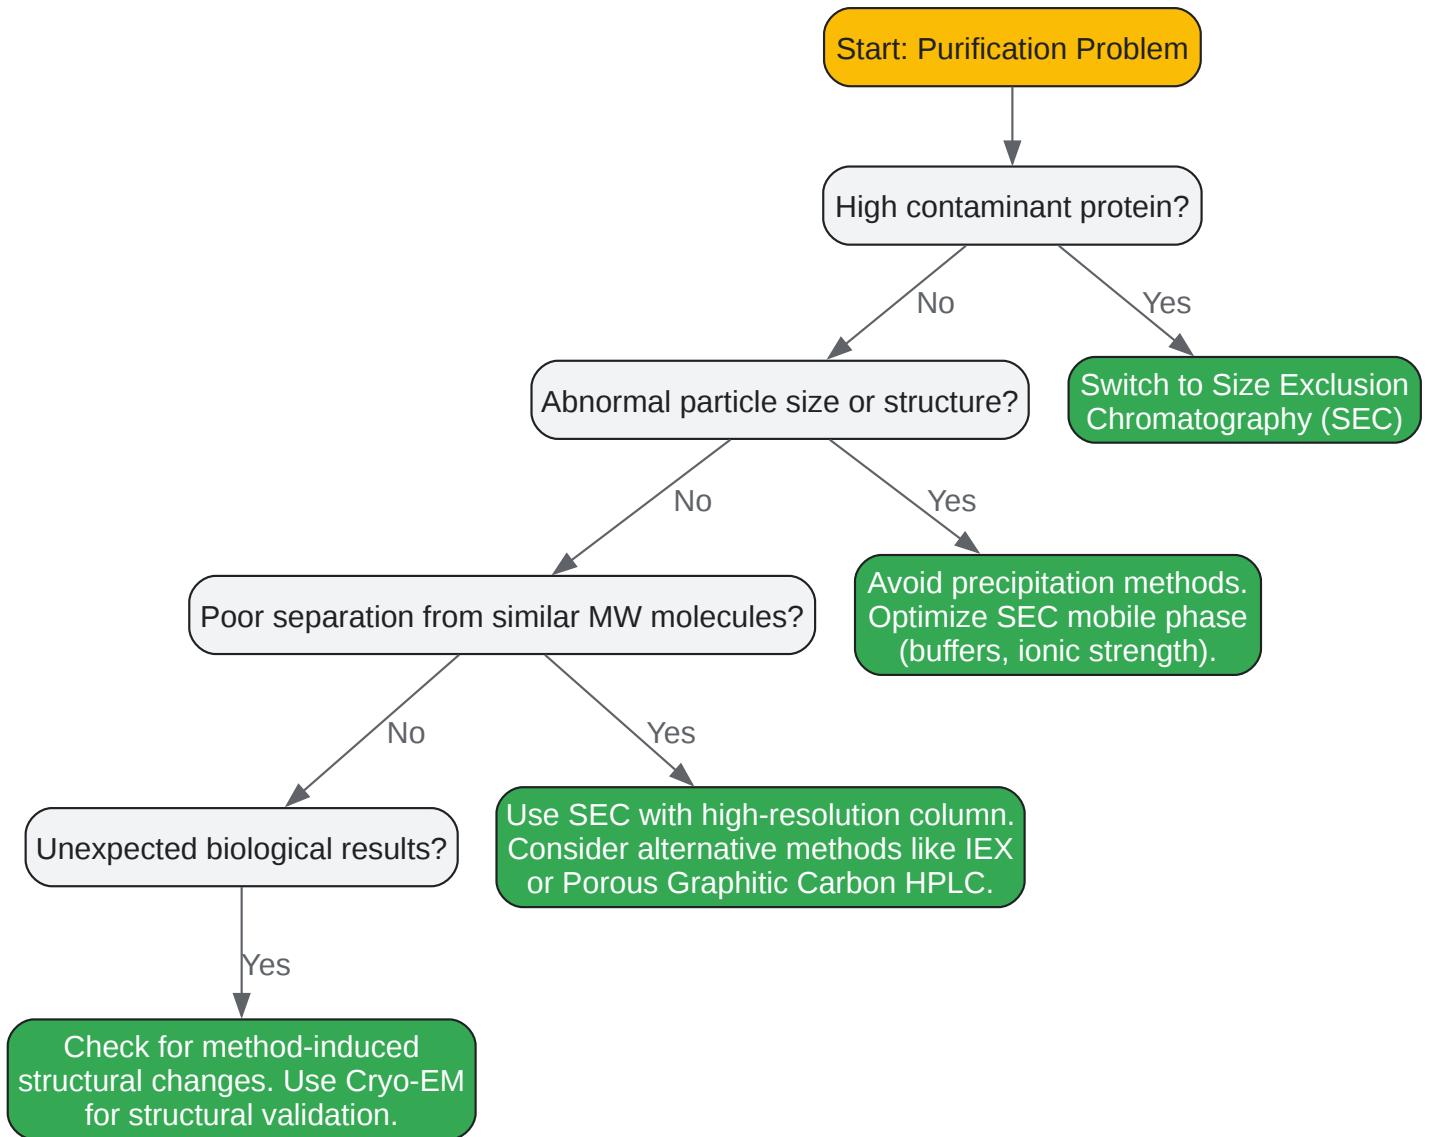 Start: Purification Problem
High contaminant protein?
No
Yes
Abnormal particle size or structure?
Switch to Size Exclusion
Chromatography (SEC)
No
Yes
Poor separation from similar MW molecules?
Avoid precipitation methods.
Optimize SEC mobile phase
(buffers, ionic strength).
No
Yes
Unexpected biological results?
Use SEC with high-resolution column.
Consider alternative methods like IEX
or Porous Graphitic Carbon HPLC.
Yes
Check for method-induced
structural changes. Use Cryo-EM
for structural validation.